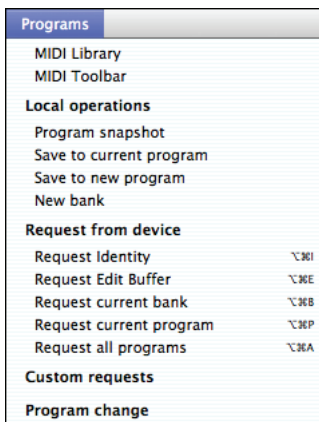 Programs
MIDI Library
MIDI Toolbar
Local operations
Program snapshot
Save to current program
Save to new program
New bank
Request from device
Request Identity ⌥⌘I
Request Edit Buffer ⌥⌘E
Request current bank ⌥⌘B
Request current program ⌥⌘P
Request all programs ⌥⌘A
Custom requests
Program change